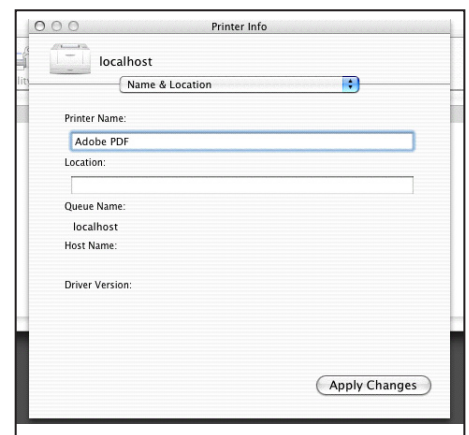 Printer Info
localhost
Name & Location
Printer Name:
Adobe PDF
Location:
Queue Name:
localhost
Host Name:
Driver Version:
Apply Changes